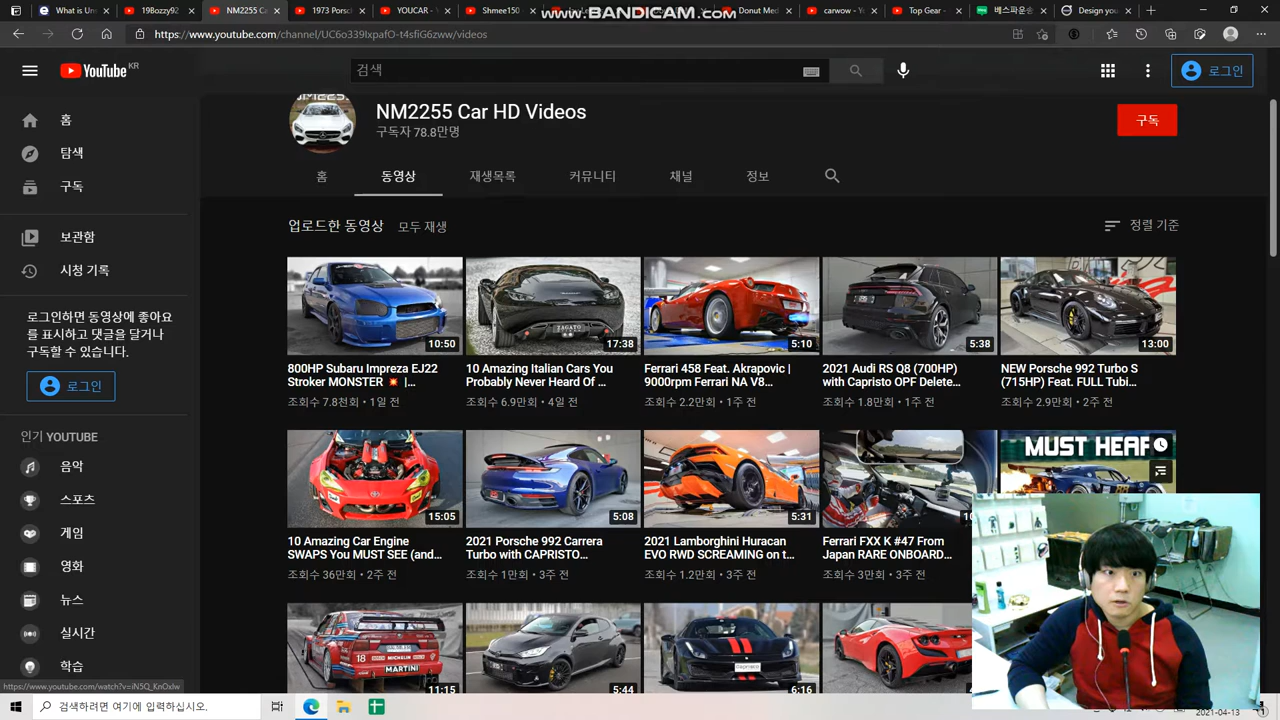 What is Uns
19Bozzy92
NM2255 Ca
1973 Porsc
YOUCAR -
Shmee150
www.BANDICAM.com
Donut Med
carwow -
Top Gear -
베스파운솓
Design you
https://www.youtube.com/channel/UC6o339IxpafO-t4sfiG6zww/videos
YouTube KR
검색
로그인
NM2255 Car HD Videos
구독자 78.8만명
구독
홈
동영상
재생목록
커뮤니티
채널
정보
홈
탐색
구독
보관함
시청 기록
로그인하면 동영상에 좋아요
를 표시하고 댓글을 달거나
구독할 수 있습니다.
로그인
인기 YOUTUBE
음악
스포츠
게임
영화
뉴스
실시간
학습
업로드한 동영상
모두 재생
정렬 기준
ZAGATO
10:50
17:38
5:10
5:38
13:00
800HP Subaru Impreza EJ22
Stroker MONSTER 💥 |...
조회수 7.8천회 • 1일 전
10 Amazing Italian Cars You
Probably Never Heard Of ...
조회수 6.9만회 • 4일 전
Ferrari 458 Feat. Akrapovic |
9000rpm Ferrari NA V8...
조회수 2.2만회 • 1주 전
2021 Audi RS Q8 (700HP)
with Capristo OPF Delete...
조회수 1.8만회 • 1주 전
NEW Porsche 992 Turbo S
(715HP) Feat. FULL Tubi...
조회수 2.9만회 • 2주 전
MUST HEAR
15:05
5:08
5:31
10 Amazing Car Engine
SWAPS You MUST SEE (and...
조회수 36만회 • 2주 전
2021 Porsche 992 Carrera
Turbo with CAPRISTO...
조회수 1만회 • 3주 전
2021 Lamborghini Huracan
EVO RWD SCREAMING on t...
조회수 1.2만회 • 3주 전
Ferrari FXX K #47 From
Japan RARE ONBOARD...
조회수 3만회 • 3주 전
18
MICHELIN
MARTINI
capristo
11:15
5:44
6:16
https://www.youtube.com/watch?v=iN5Q_KnOxlw
검색하려면 여기에 입력하십시오.
2021-04-13